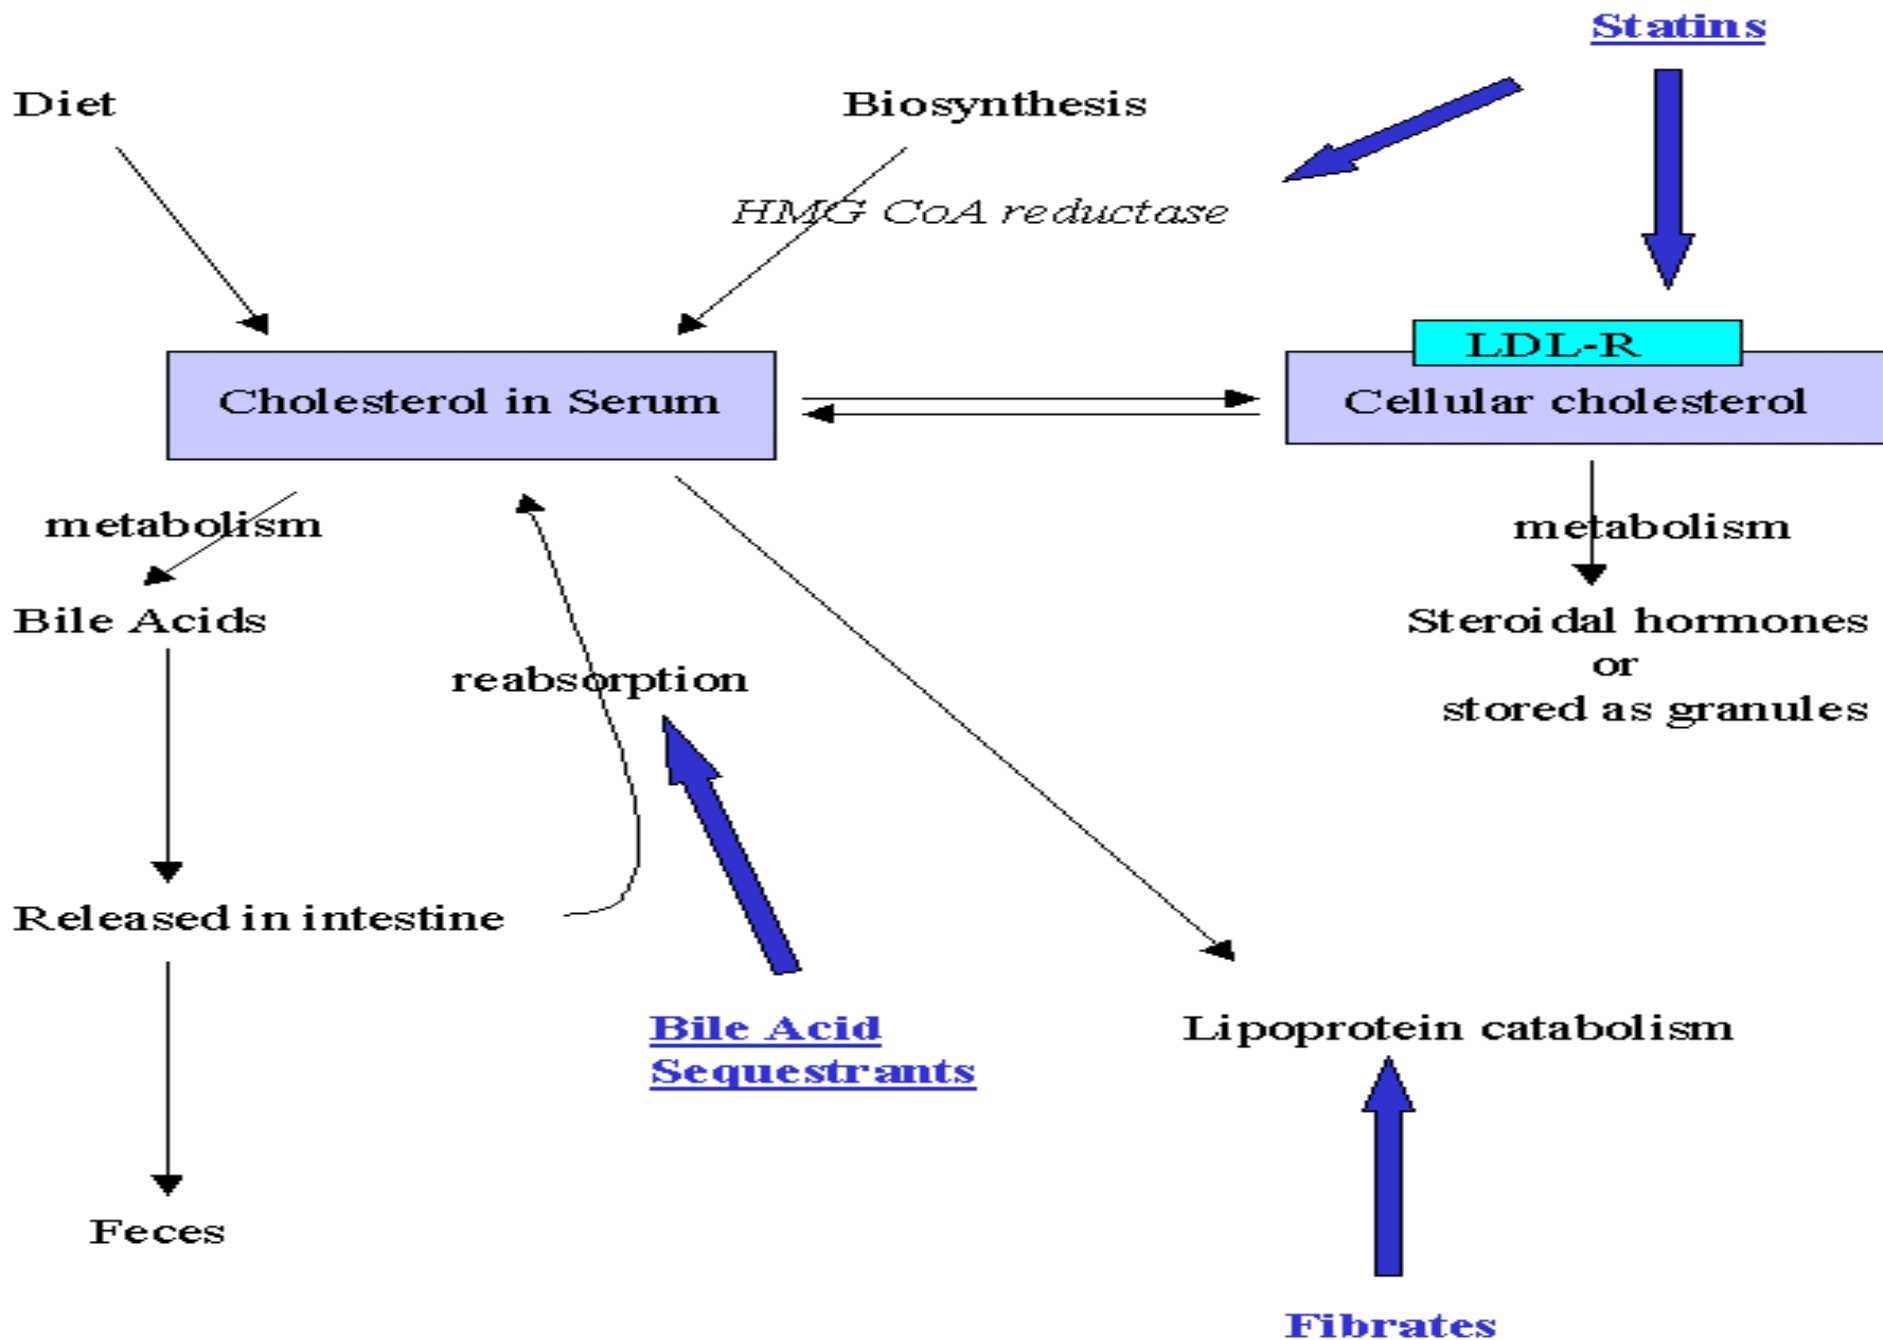 Statins
Diet
Biosynthesis
HMG CoA reductase
LDL-R
Cholesterol in Serum
Cellular cholesterol
metabolism
metabolism
Bile Acids
Steroidal hormones
or
stored as granules
reabsorption
Released in intestine
Bile Acid
Sequestrants
Lipoprotein catabolism
Feces
Fibrates